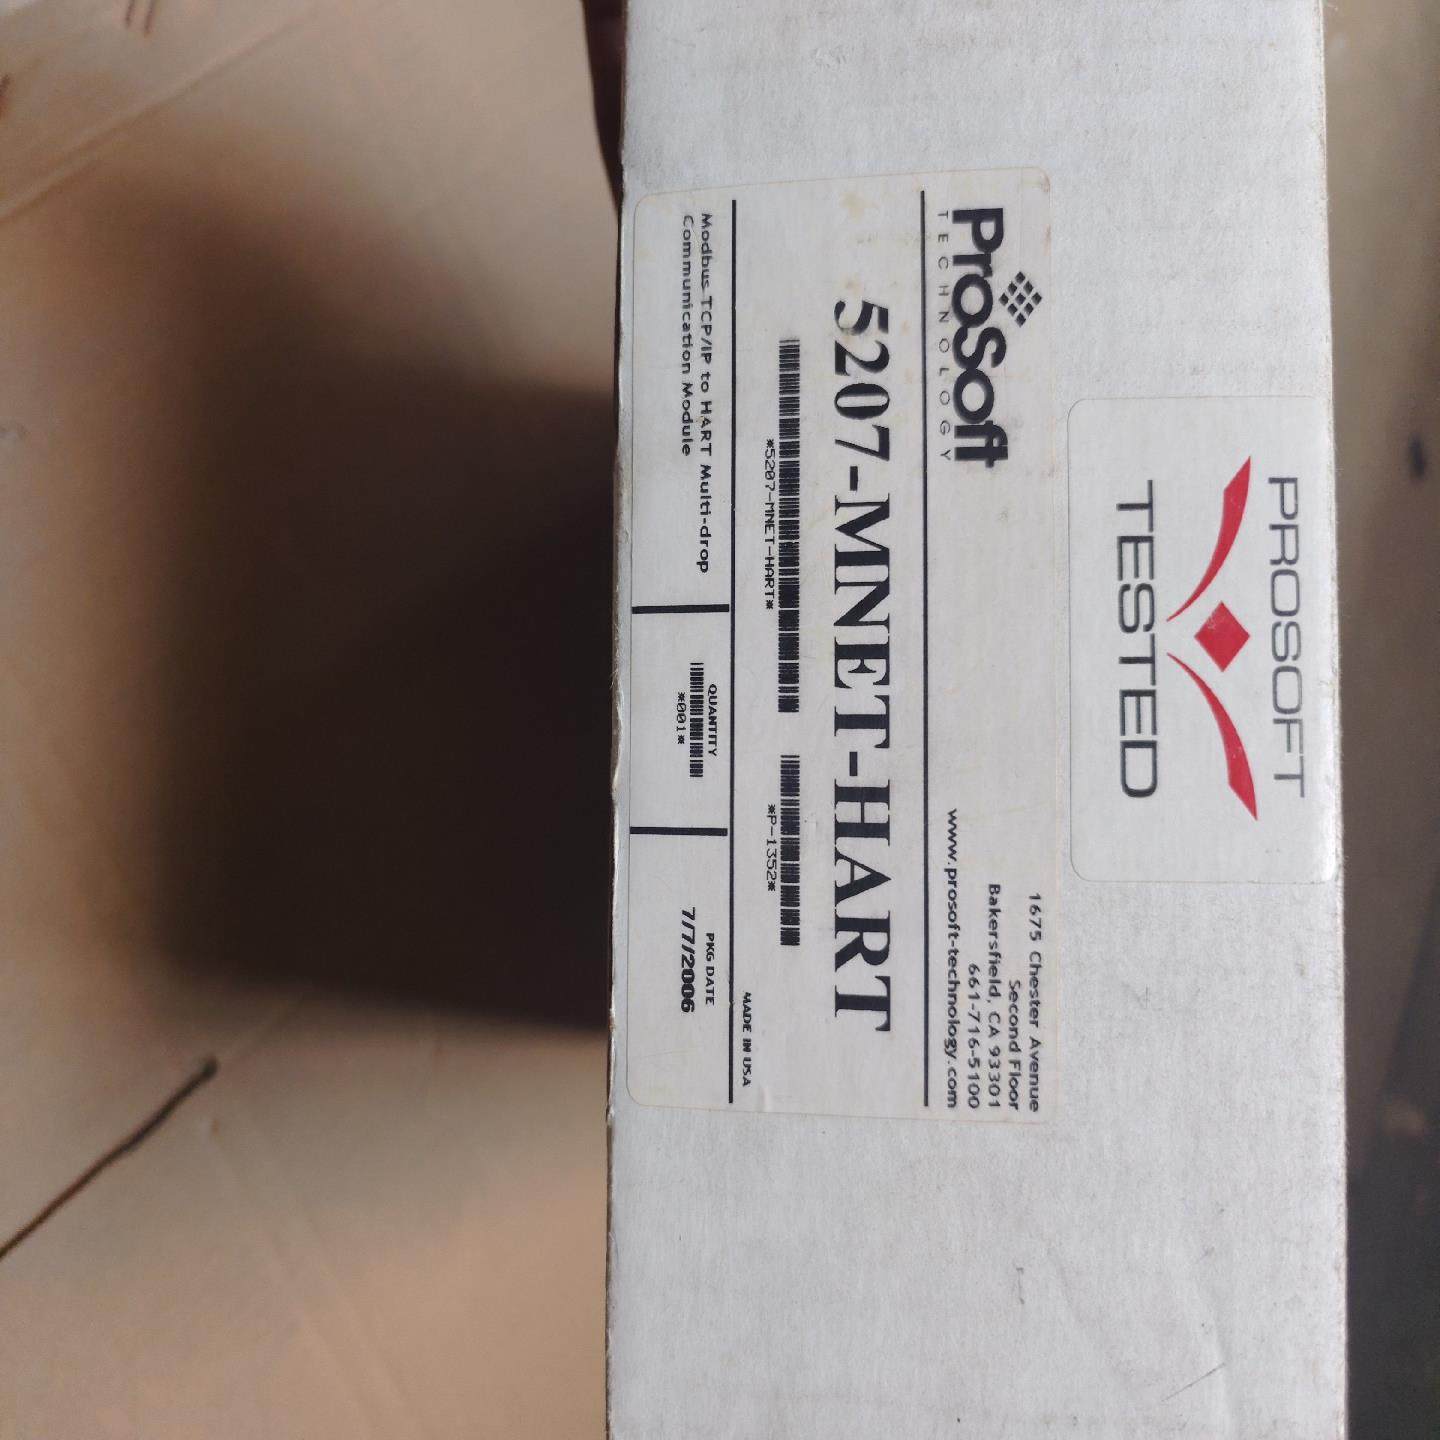 PROSOFT
TESTED
ProSoft
TECHNOLOGY
1675 Chester Avenue
Second Floor
Bakersfield, CA 93301
661-716-5100
www.prosoft-technology.com
5207-MNET-HART
*5207-MNET-HART*
*P-1352*
MADE IN USA
Modbus TCP/IP to HART Multi-drop
Communication Module
QUANTITY
*001*
PKG DATE
7/7/2006